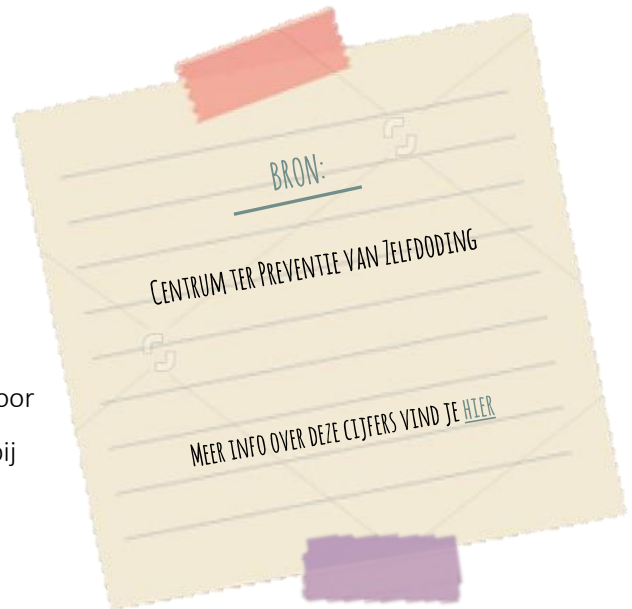 BRON:
CENTRUM TER PREVENTIE VAN ZELFDODING
MEER INFO OVER DEZE CIJFERS VIND JE HIER